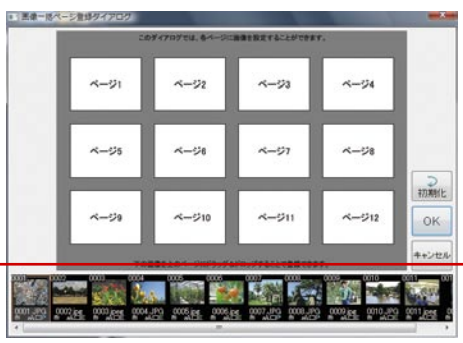 画像一括ページ登録ダイアログ
このダイアログでは、各ページに画像を設定することができます。
ページ1 ページ2 ページ3 ページ4
ページ5 ページ6 ページ7 ページ8
ページ9 ページ10 ページ11 ページ12
初期化
OK
キャンセル
0001 0002 0003 0004 0005 0006 0007 0008 0009 0010 0011
0001.JPG 0002.jpg 0003.jpeg 0004.JPG 0005.jpg 0006.jpg 0007.JPG 0008.JPG 0009.jpg 0010.JPG 0011.jpeg